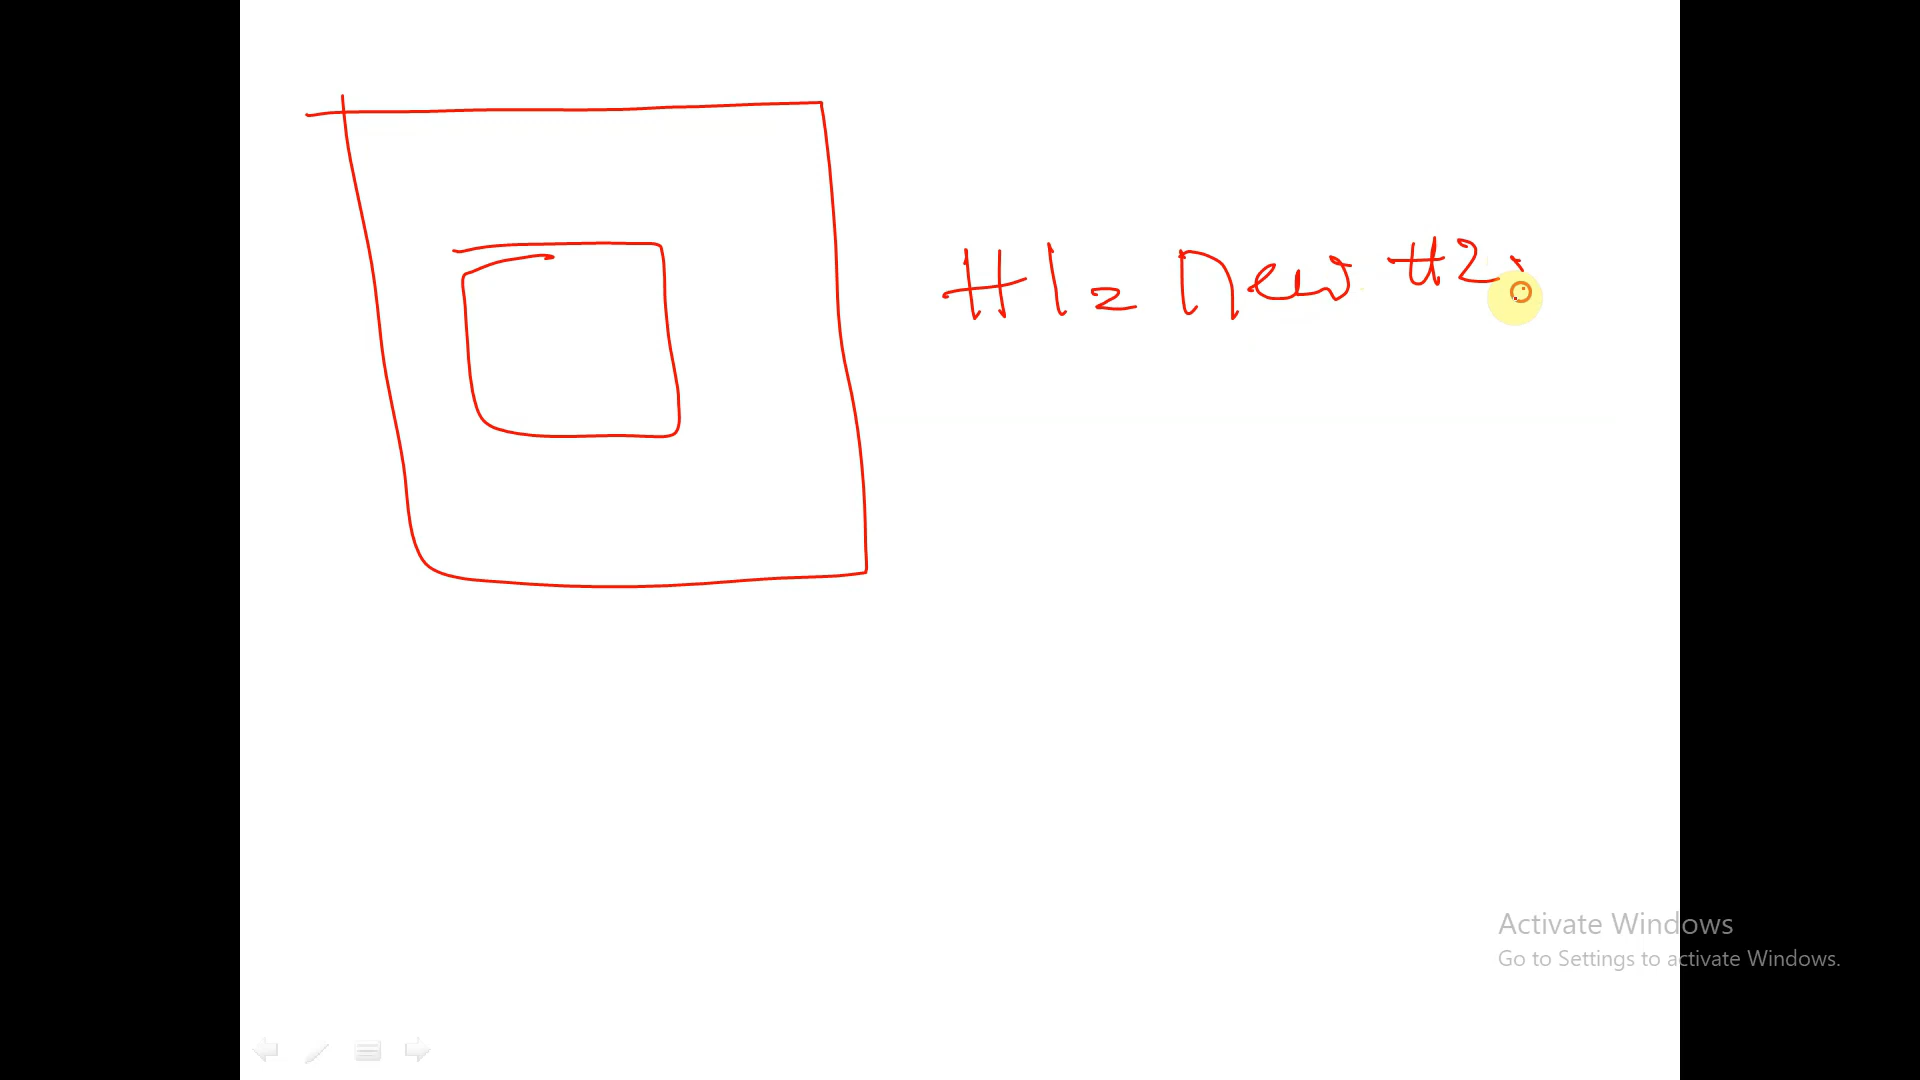 H1 = new H2
Activate Windows
Go to Settings to activate Windows.